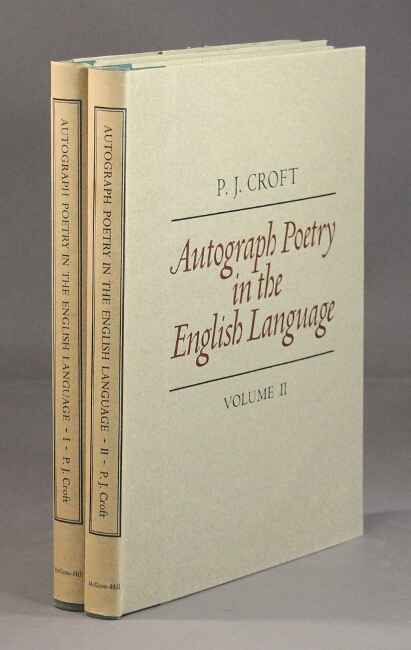 AUTOGRAPH POETRY IN THE ENGLISH LANGUAGE · I · P. J. Croft
McGraw-Hill
AUTOGRAPH POETRY IN THE ENGLISH LANGUAGE · II · P. J. Croft
McGraw-Hill
P. J. CROFT
Autograph Poetry
in the
English Language
VOLUME II